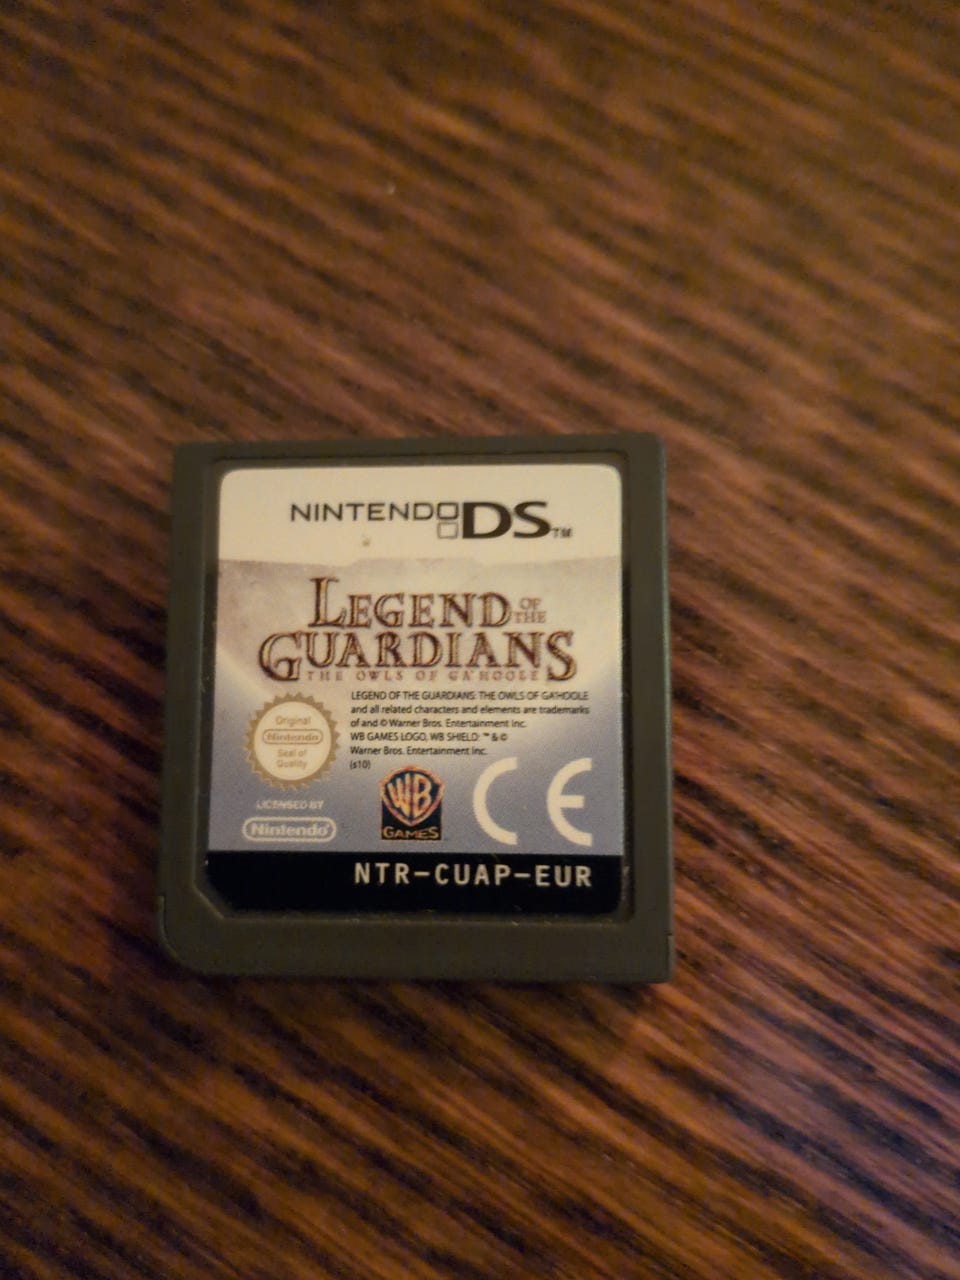 NINTENDO DS™
LEGEND OF THE
GUARDIANS
THE OWLS OF GA'HOOLE
LEGEND OF THE GUARDIANS: THE OWLS OF GA'HOOLE
and all related characters and elements are trademarks
of and © Warner Bros. Entertainment Inc.
WB GAMES LOGO, WB SHIELD: ™ & ©
Warner Bros. Entertainment Inc.
(s10)
Original
Nintendo
Seal of
Quality
LICENSED BY
Nintendo
WB
GAMES
CE
NTR-CUAP-EUR